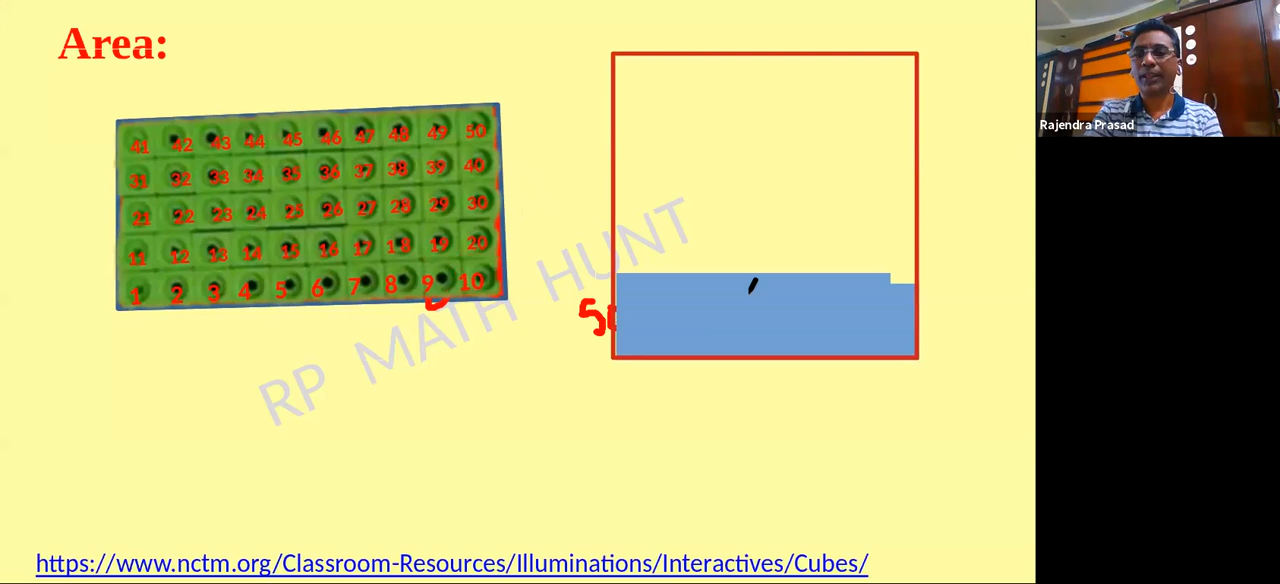 Area:
Rajendra Prasad
41 42 43 44 45 46 47 48 49 50
31 32 33 34 35 36 37 38 39 40
21 22 23 24 25 26 27 28 29 30
11 12 13 14 15 16 17 18 19 20
1 2 3 4 5 6 7 8 9 10
RP MATH HUNT
https://www.nctm.org/Classroom-Resources/Illuminations/Interactives/Cubes/